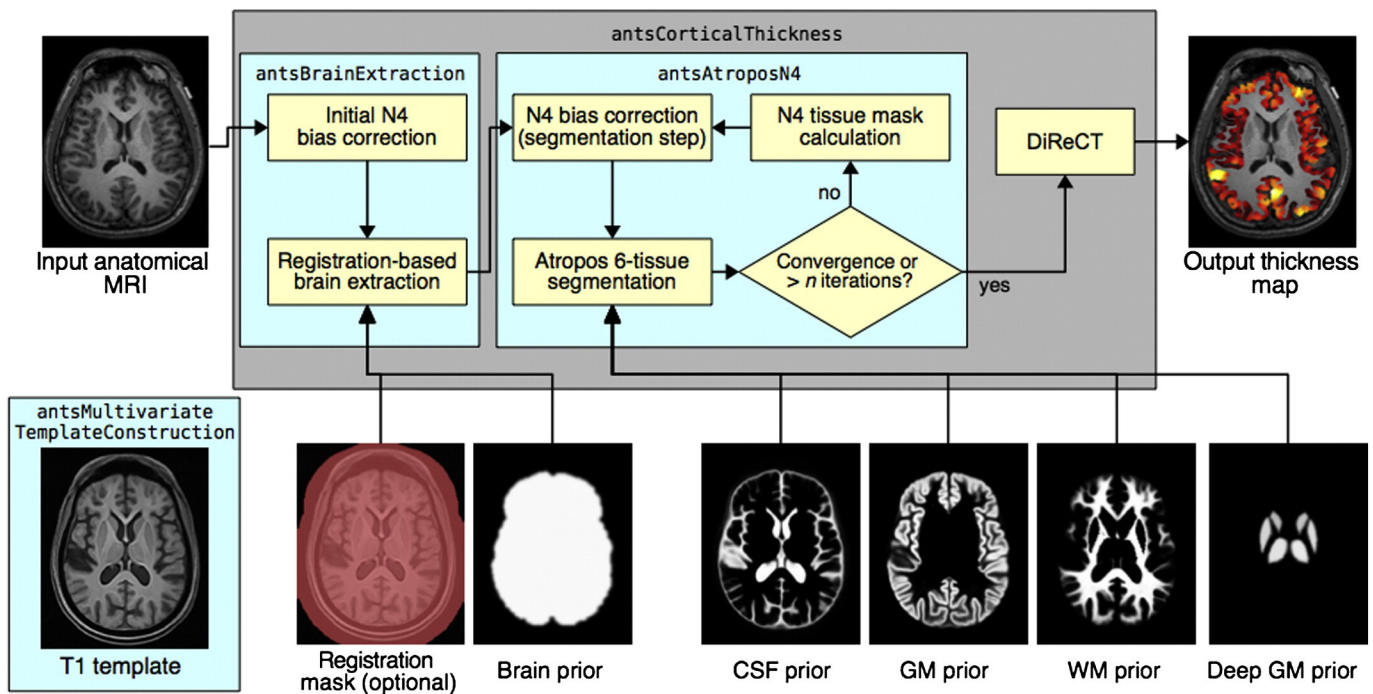 antsCorticalThickness
antsBrainExtraction
antsAtroposN4
Initial N4
bias correction
N4 bias correction
(segmentation step)
N4 tissue mask
calculation
DiReCT
no
Registration-based
brain extraction
Atropos 6-tissue
segmentation
Convergence or
> n iterations?
yes
Input anatomical
MRI
Output thickness
map
antsMultivariate
TemplateConstruction
T1 template
Registration
mask (optional)
Brain prior
CSF prior
GM prior
WM prior
Deep GM prior